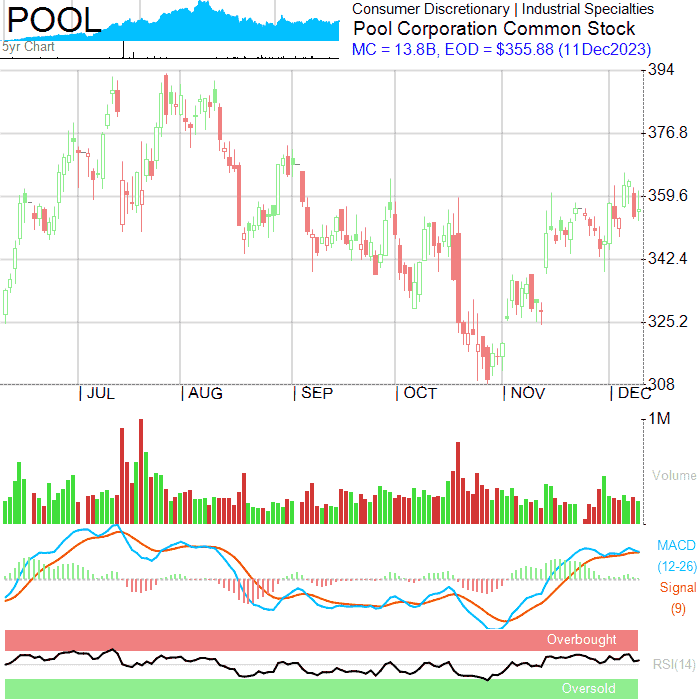 POOL
5yr Chart
Consumer Discretionary | Industrial Specialties
Pool Corporation Common Stock
MC = 13.8B, EOD = $355.88 (11Dec2023)
394
376.8
359.6
342.4
325.2
308
JUL AUG SEP OCT NOV DEC
1M
Volume
MACD
(12-26)
Signal
(9)
Overbought
RSI(14)
Oversold